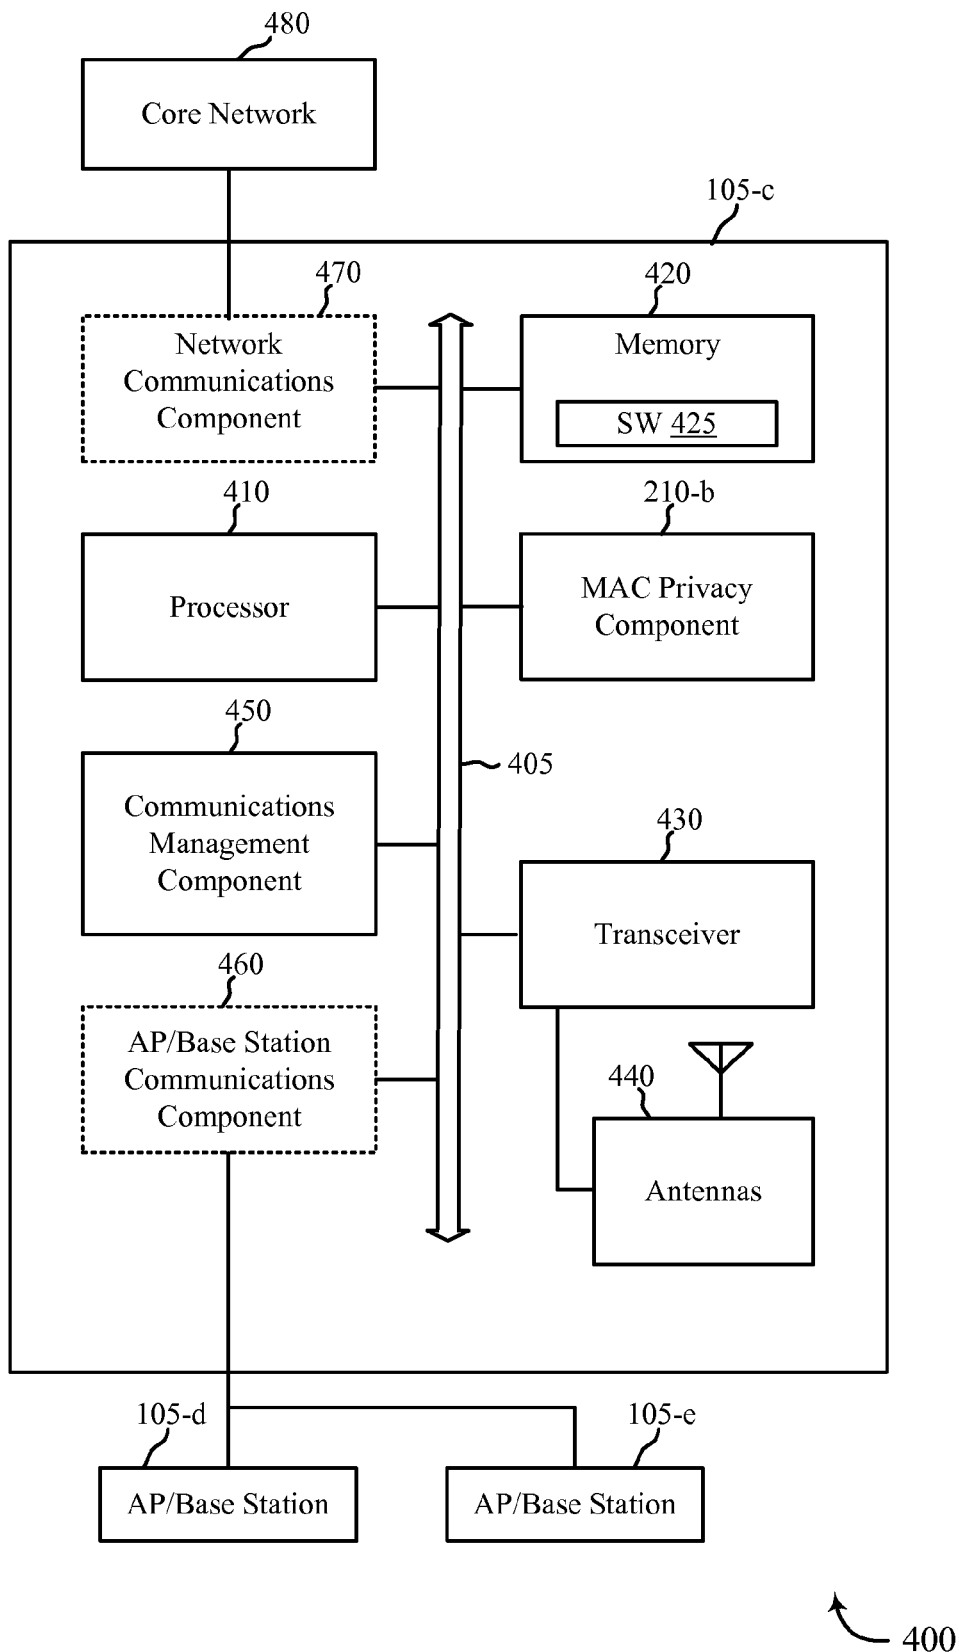 480
Core Network
105-c
470
420
Network
Communications
Component
Memory
SW 425
410
210-b
Processor
MAC Privacy
Component
450
405
Communications
Management
Component
430
Transceiver
460
AP/Base Station
Communications
Component
440
Antennas
105-d
105-e
AP/Base Station
AP/Base Station
400